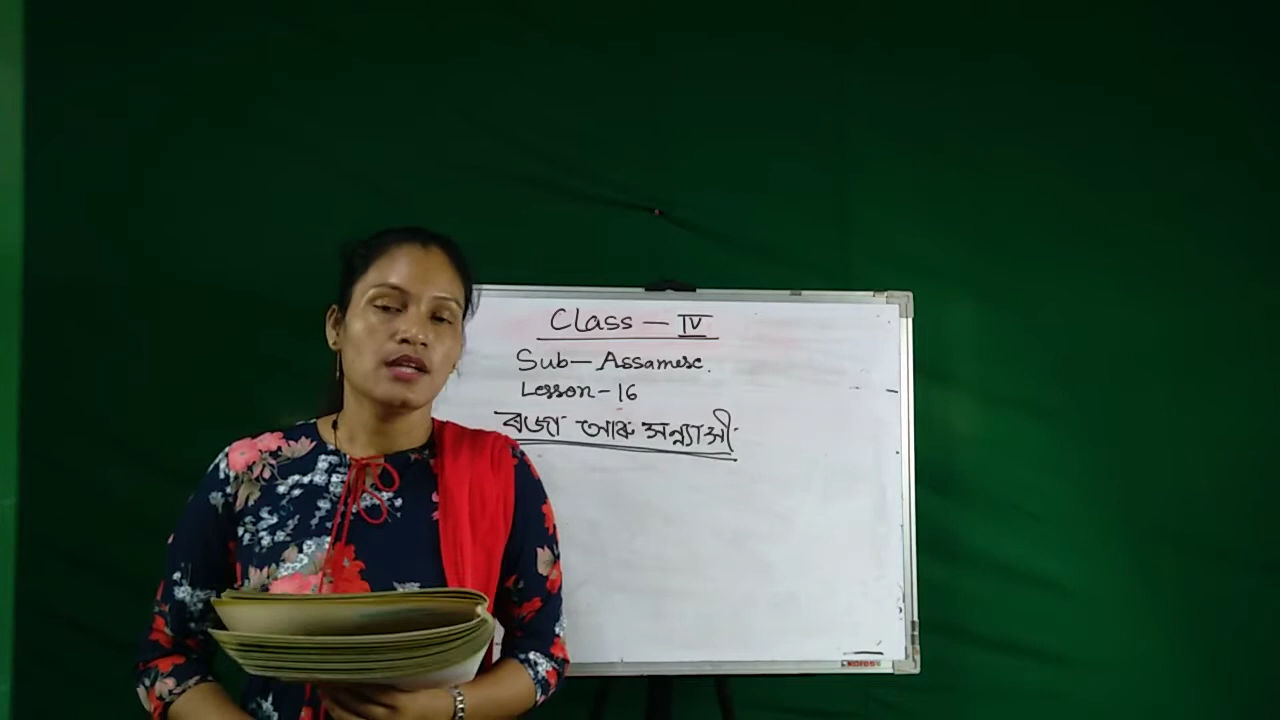 Class - IV
Sub - Assamese.
Lesson - 16
ৰজা আৰু সন্ন্যাসী